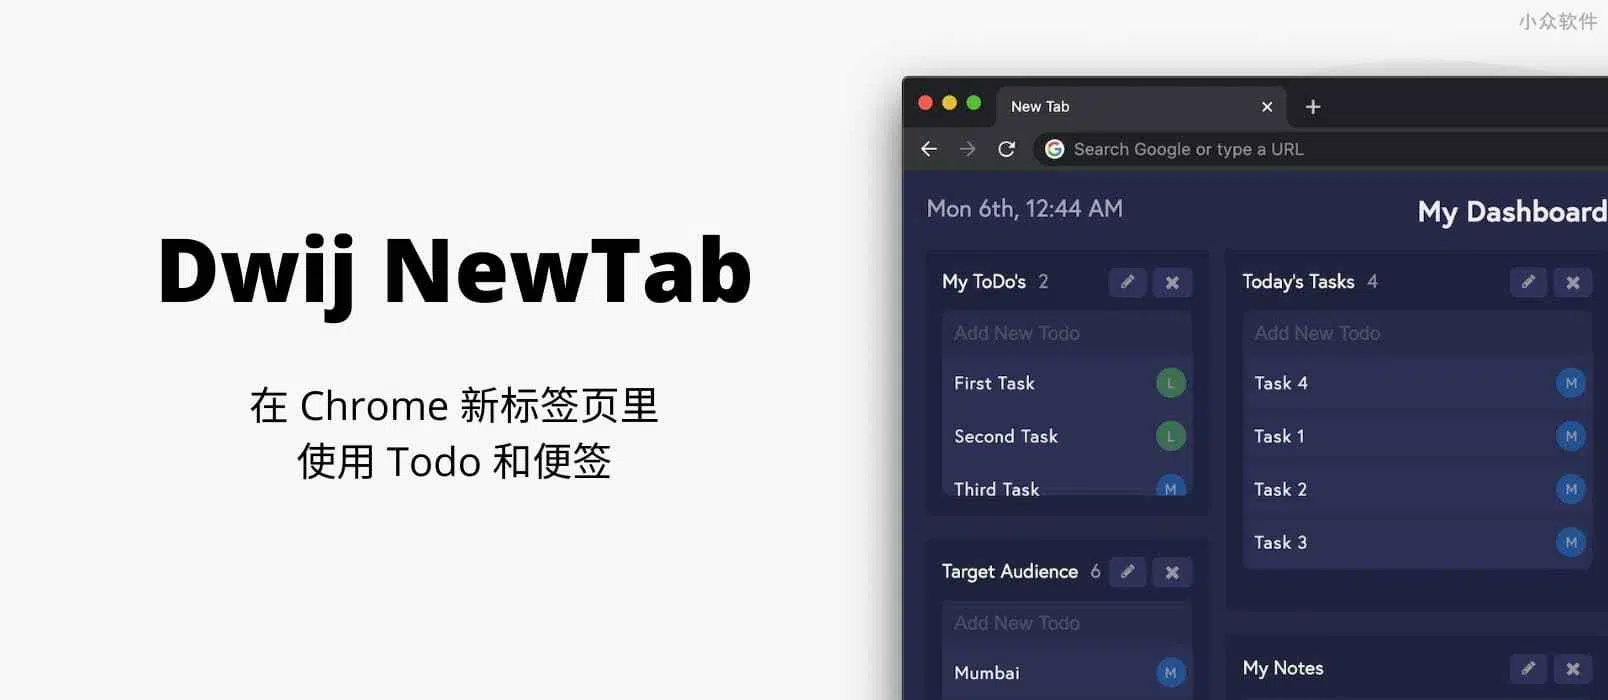 小众软件
Dwij NewTab
在 Chrome 新标签页里
使用 Todo 和便签
New Tab
Search Google or type a URL
Mon 6th, 12:44 AM
My Dashboard
My ToDo's 2
Add New Todo
First Task L
Second Task L
Third Task M
Target Audience 6
Add New Todo
Mumbai M
Today's Tasks 4
Add New Todo
Task 4 M
Task 1 M
Task 2 M
Task 3 M
My Notes